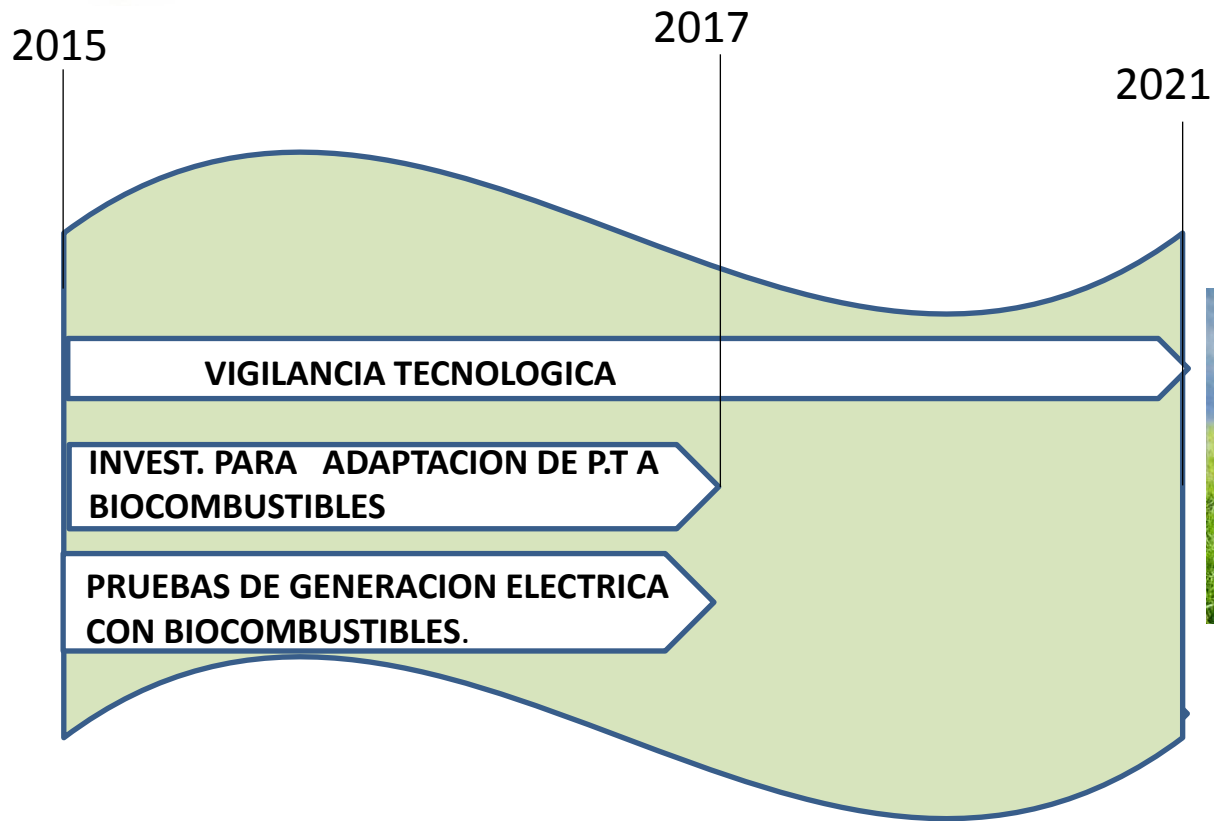 2015
2017
2021
VIGILANCIA TECNOLOGICA
INVEST. PARA ADAPTACION DE P.T A
BIOCOMBUSTIBLES
PRUEBAS DE GENERACION ELECTRICA
CON BIOCOMBUSTIBLES.